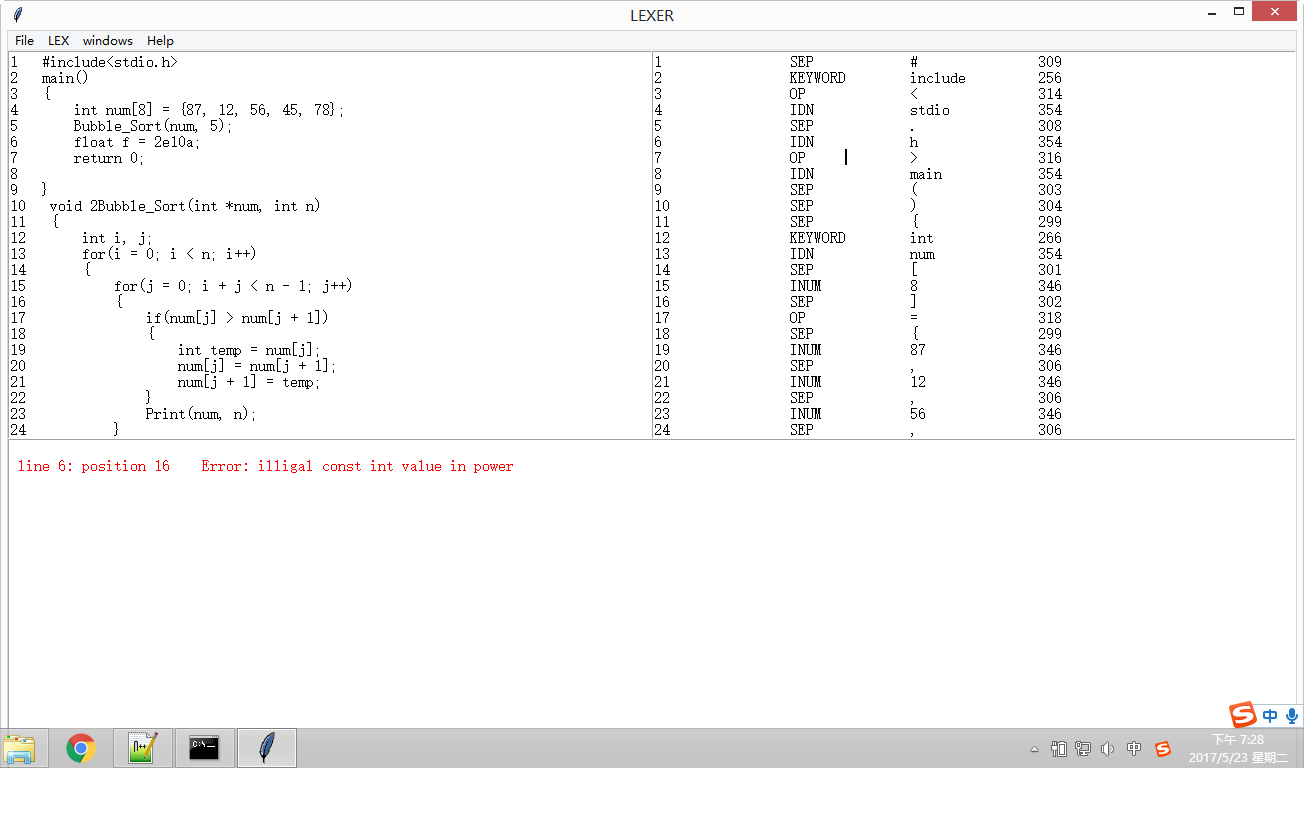 LEXER
File LEX windows Help
1 #include<stdio.h>
2 main()
3 {
4 int num[8] = {87, 12, 56, 45, 78};
5 Bubble_Sort(num, 5);
6 float f = 2e10a;
7 return 0;
8
9 }
10 void 2Bubble_Sort(int *num, int n)
11 {
12 int i, j;
13 for(i = 0; i < n; i++)
14 {
15 for(j = 0; i + j < n - 1; j++)
16 {
17 if(num[j] > num[j + 1])
18 {
19 int temp = num[j];
20 num[j] = num[j + 1];
21 num[j + 1] = temp;
22 }
23 Print(num, n);
24 }
1 SEP # 309
2 KEYWORD include 256
3 OP < 314
4 IDN stdio 354
5 SEP . 308
6 IDN h 354
7 OP > 316
8 IDN main 354
9 SEP ( 303
10 SEP ) 304
11 SEP { 299
12 KEYWORD int 266
13 IDN num 354
14 SEP [ 301
15 INUM 8 346
16 SEP ] 302
17 OP = 318
18 SEP { 299
19 INUM 87 346
20 SEP , 306
21 INUM 12 346
22 SEP , 306
23 INUM 56 346
24 SEP , 306
line 6: position 16 Error: illigal const int value in power
S 中
N++
C:\
中 S
下午 7:28
2017/5/23 星期二